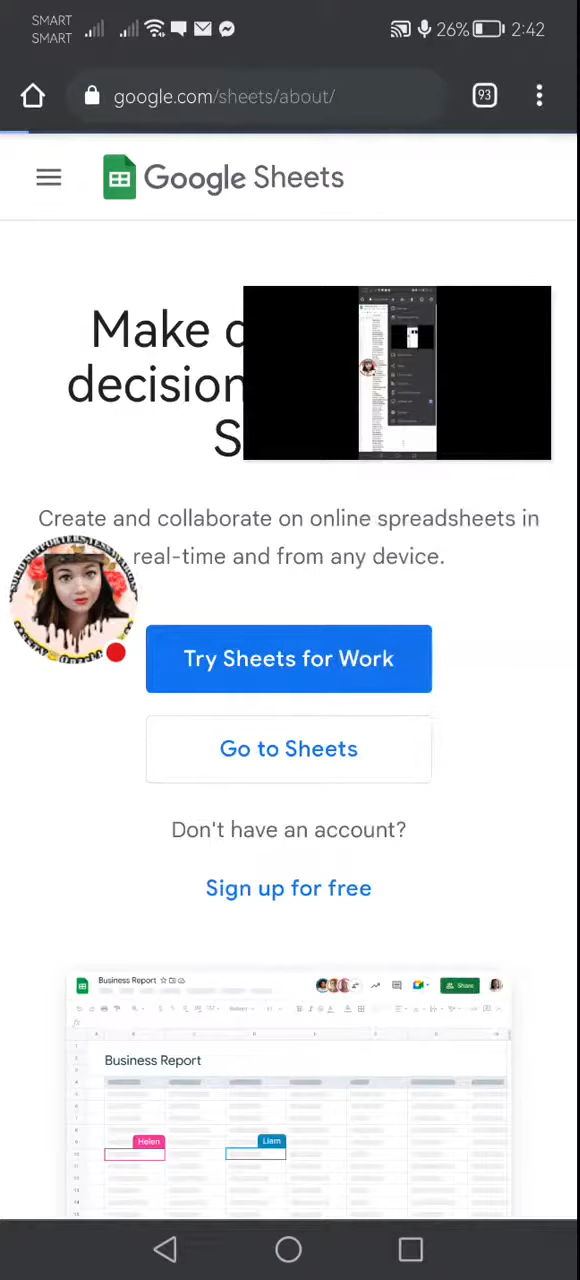 SMART
SMART
26% 2:42
google.com/sheets/about/
93
Google Sheets
Make
decision
S
Create and collaborate on online spreadsheets in
real-time and from any device.
Try Sheets for Work
Go to Sheets
Don't have an account?
Sign up for free
Business Report
Share
Business Report
Helen
Liam